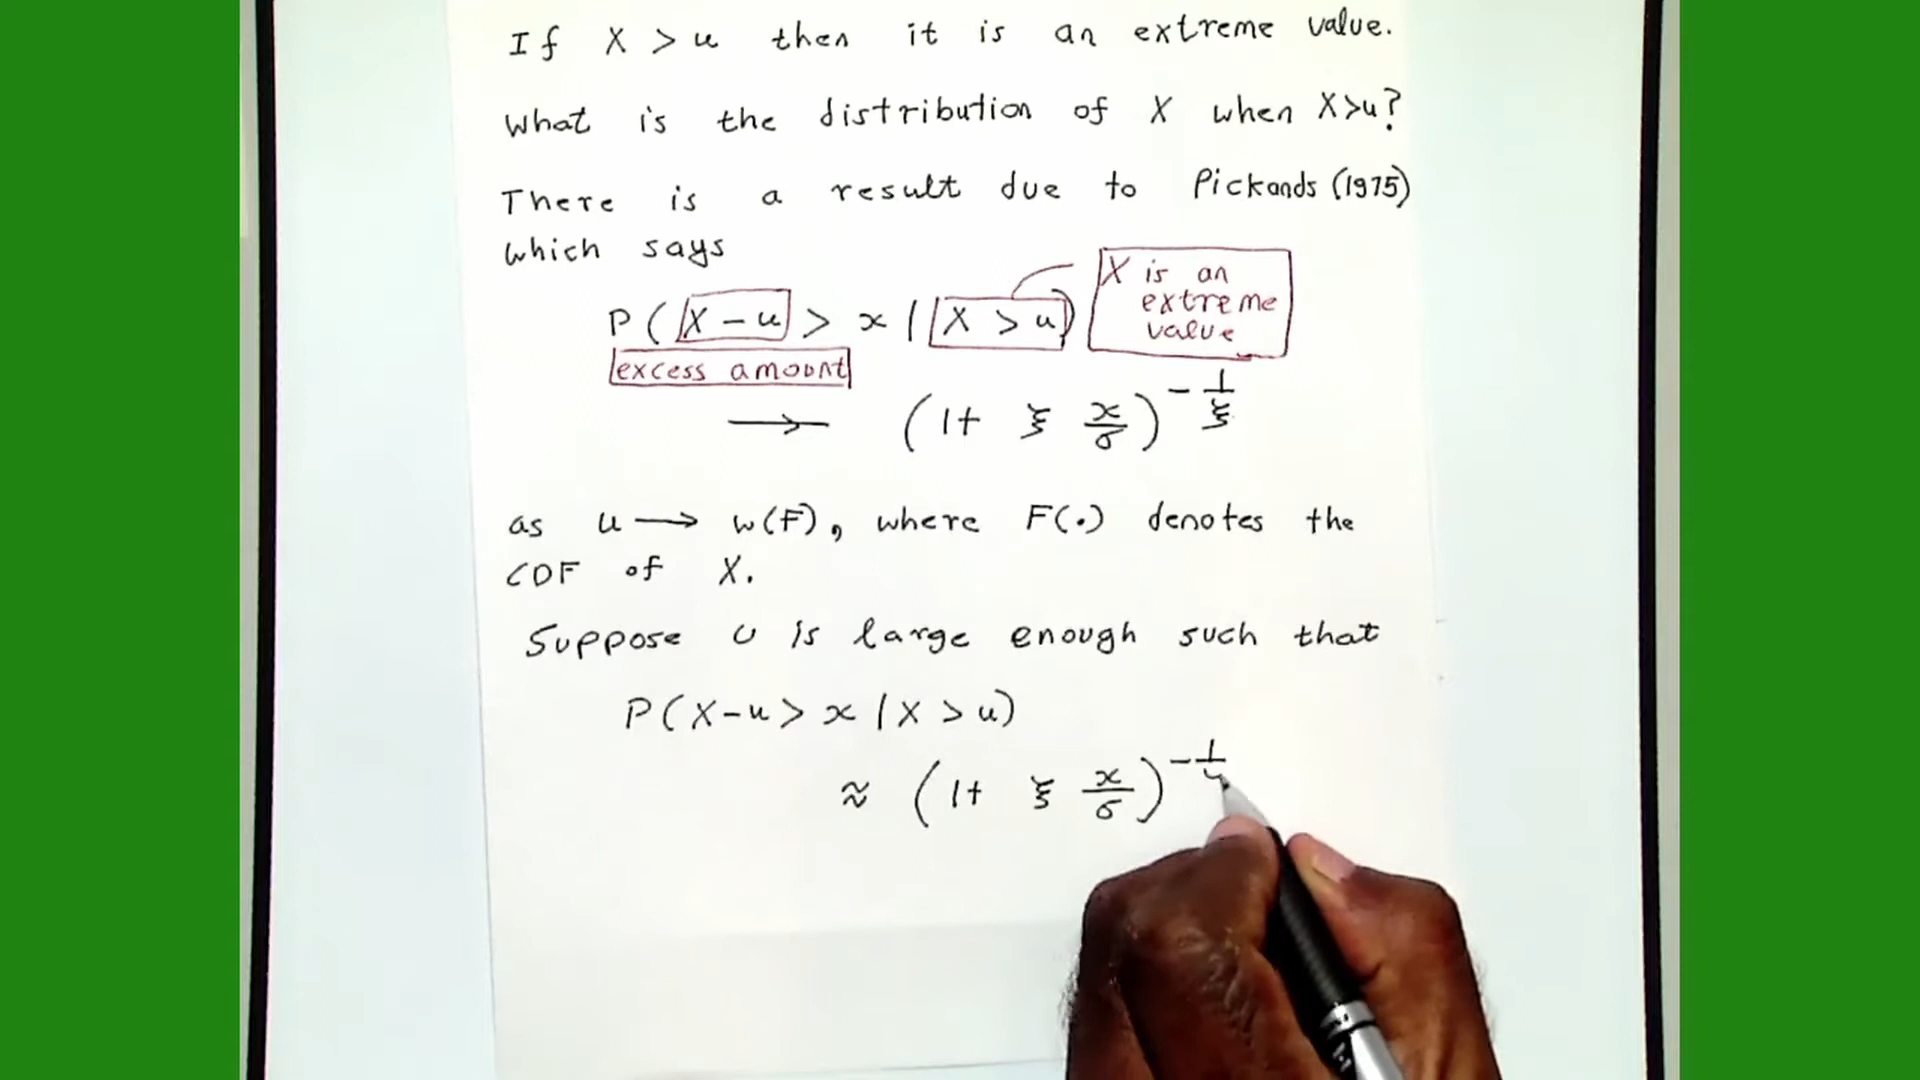 If X > u then it is an extreme value.
What is the distribution of X when X>u?
There is a result due to Pickands (1975)
which says
X is an
extreme
value
P(X - u > x | X > u)
excess amount
→ (1+ ξ x/σ)^-1/ξ
as u → w(F), where F(.) denotes the
CDF of X.
Suppose u is large enough such that
P(X-u > x | X > u)
≈ (1+ ξ x/σ)^-1/